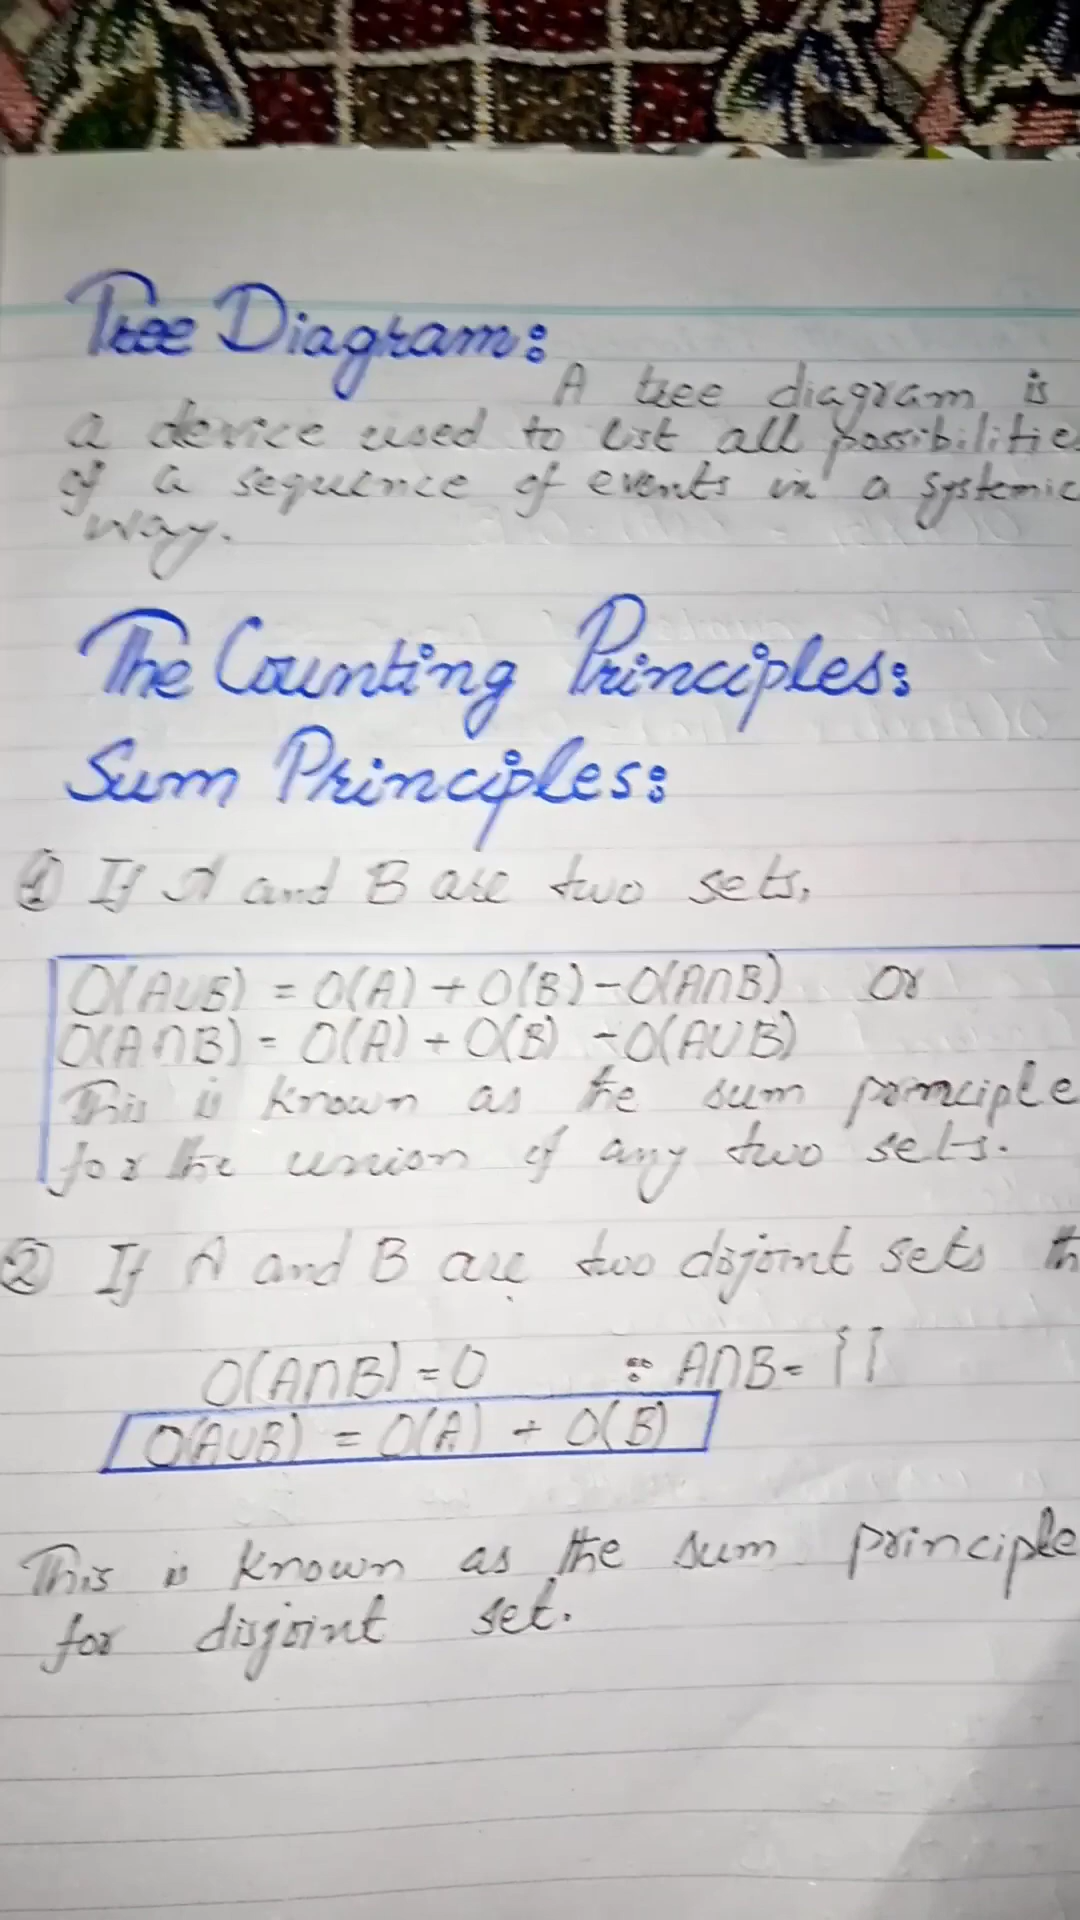 Tree Diagram:
A tree diagram is
a device used to list all possibilities
of a sequence of events in a systemic
way.
The Counting Principles:
Sum Principles:
① If A and B are two sets,
O(A∪B) = O(A) + O(B) - O(A∩B) or
O(A∩B) = O(A) + O(B) - O(A∪B)
This is known as the sum principle
for the union of any two sets.
② If A and B are two disjoint sets th
O(A∩B) = 0 ∵ A∩B = { }
O(A∪B) = O(A) + O(B)
This is known as the sum principle
for disjoint set.